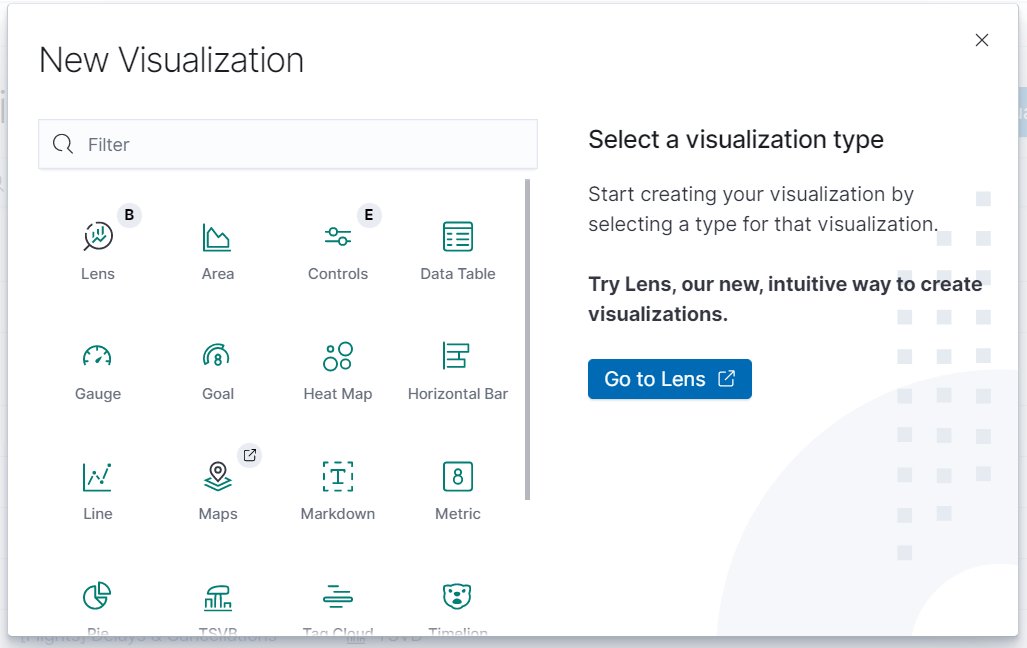 New Visualization
Filter
Select a visualization type
Start creating your visualization by
selecting a type for that visualization.
Try Lens, our new, intuitive way to create
visualizations.
Go to Lens
B
E
Lens Area Controls Data Table
8
Gauge Goal Heat Map Horizontal Bar
T 8
Line Maps Markdown Metric
Pie TSVB Tag Cloud Timelion
[Flights] Delays & Cancellations TSVB